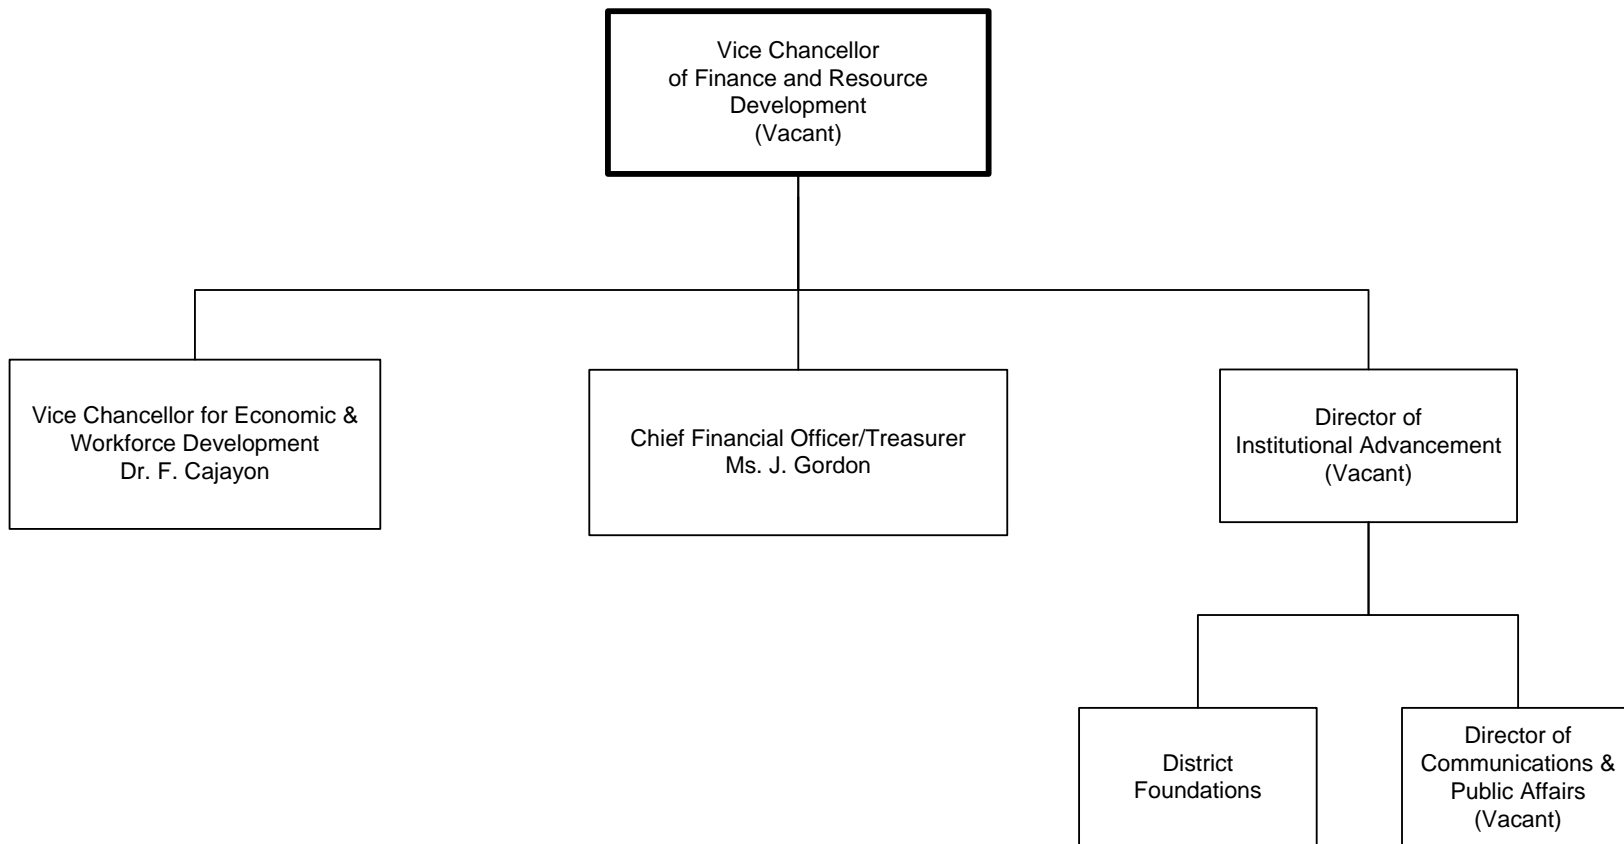 Vice Chancellor
of Finance and Resource
Development
(Vacant)
Vice Chancellor for Economic &
Workforce Development
Dr. F. Cajayon
Chief Financial Officer/Treasurer
Ms. J. Gordon
Director of
Institutional Advancement
(Vacant)
District
Foundations
Director of
Communications &
Public Affairs
(Vacant)